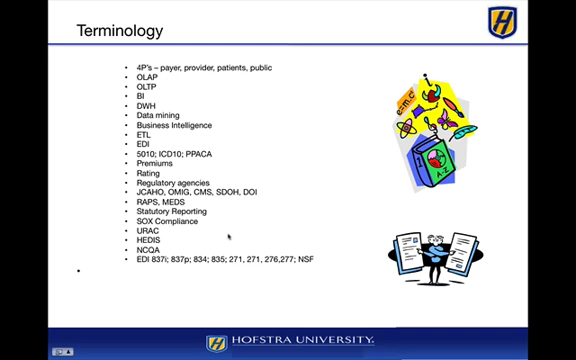 Terminology
• 4P's – payer, provider, patients, public
• OLAP
• OLTP
• BI
• DWH
• Data mining
• Business Intelligence
• ETL
• EDI
• 5010; ICD10; PPACA
• Premiums
• Rating
• Regulatory agencies
• JCAHO, OMIG, CMS, SDOH, DOI
• RAPS, MEDS
• Statutory Reporting
• SOX Compliance
• URAC
• HEDIS
• NCQA
• EDI 837i; 837p; 834; 835; 271, 271, 276,277; NSF
•
e=mc²
1
A-Z
HOFSTRA UNIVERSITY